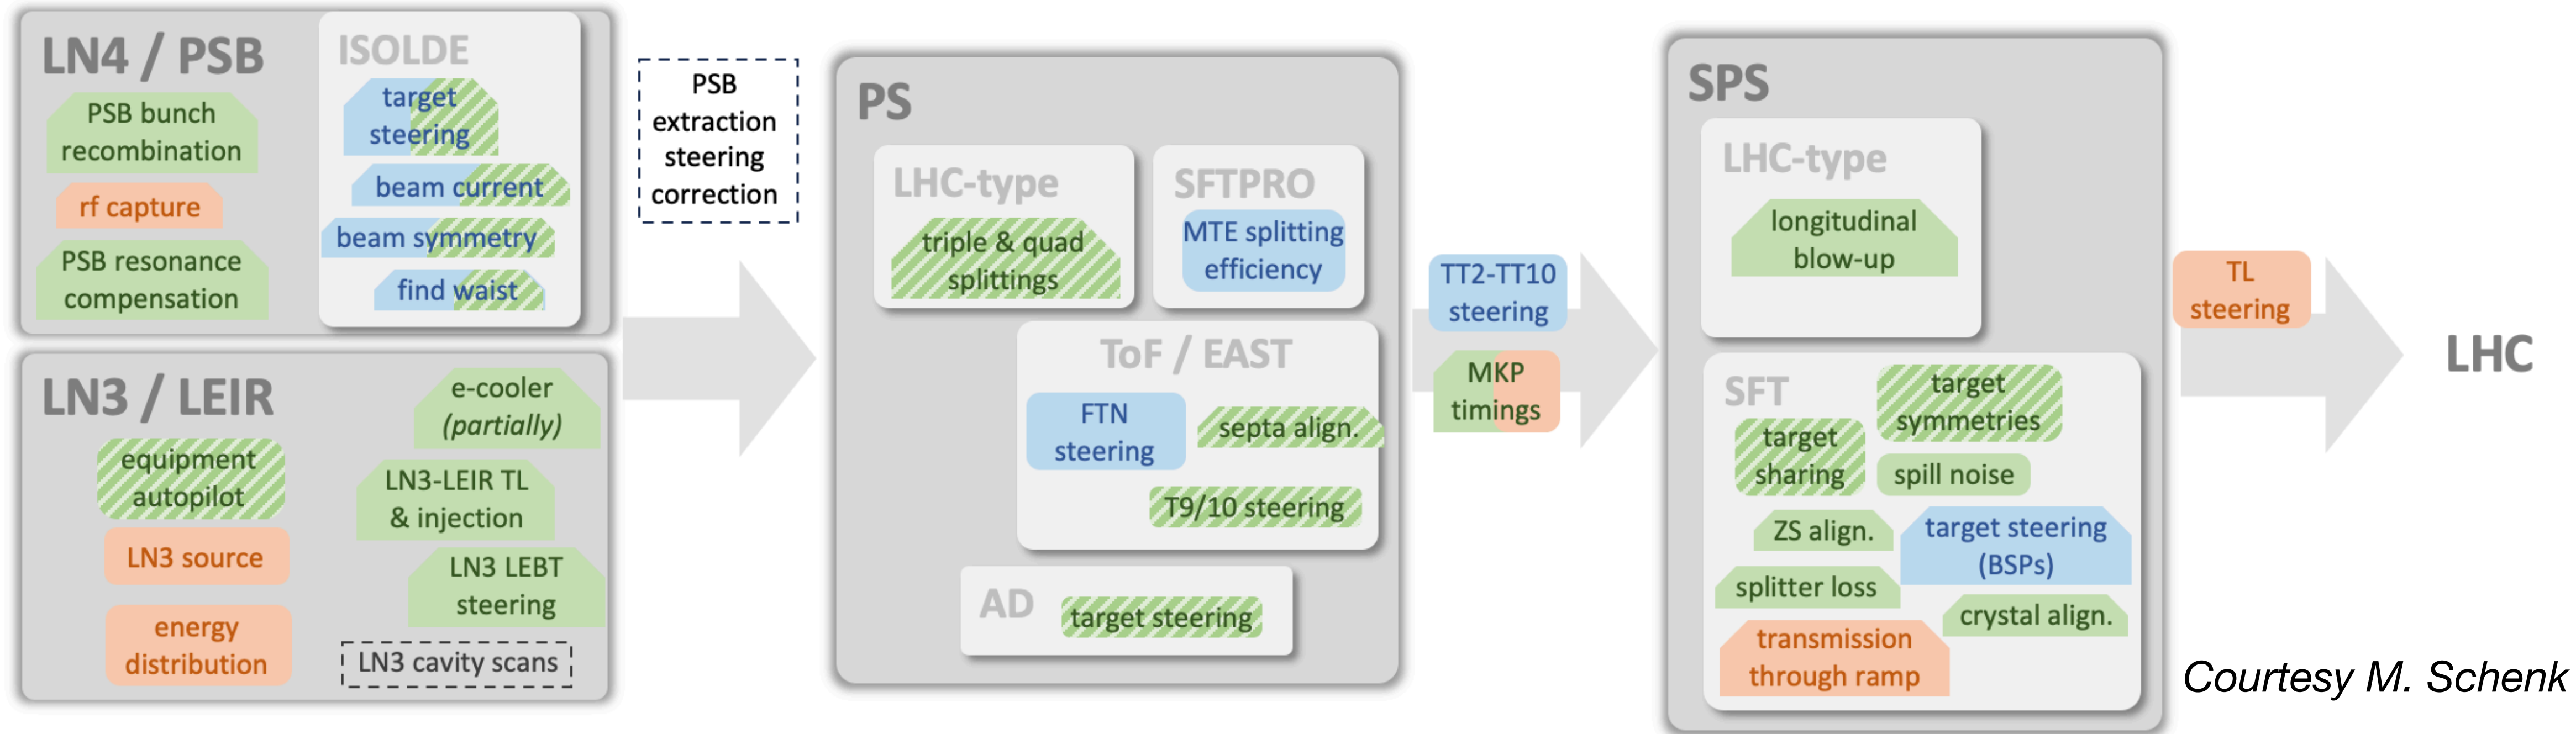 LN4 / PSB
PSB bunch
recombination
rf capture
PSB resonance
compensation
ISOLDE
target
steering
beam current
beam symmetry
find waist
LN3 / LEIR
equipment
autopilot
LN3 source
energy
distribution
e-cooler
(partially)
LN3-LEIR TL
& injection
LN3 LEBT
steering
LN3 cavity scans
PSB
extraction
steering
correction
PS
LHC-type
triple & quad
splittings
SFTPRO
MTE splitting
efficiency
ToF / EAST
FTN
steering
septa align.
T9/10 steering
AD
target steering
TT2-TT10
steering
MKP
timings
SPS
LHC-type
longitudinal
blow-up
SFT
target
symmetries
target
sharing
spill noise
ZS align.
target steering
(BSPs)
splitter loss
crystal align.
transmission
through ramp
TL
steering
LHC
Courtesy M. Schenk